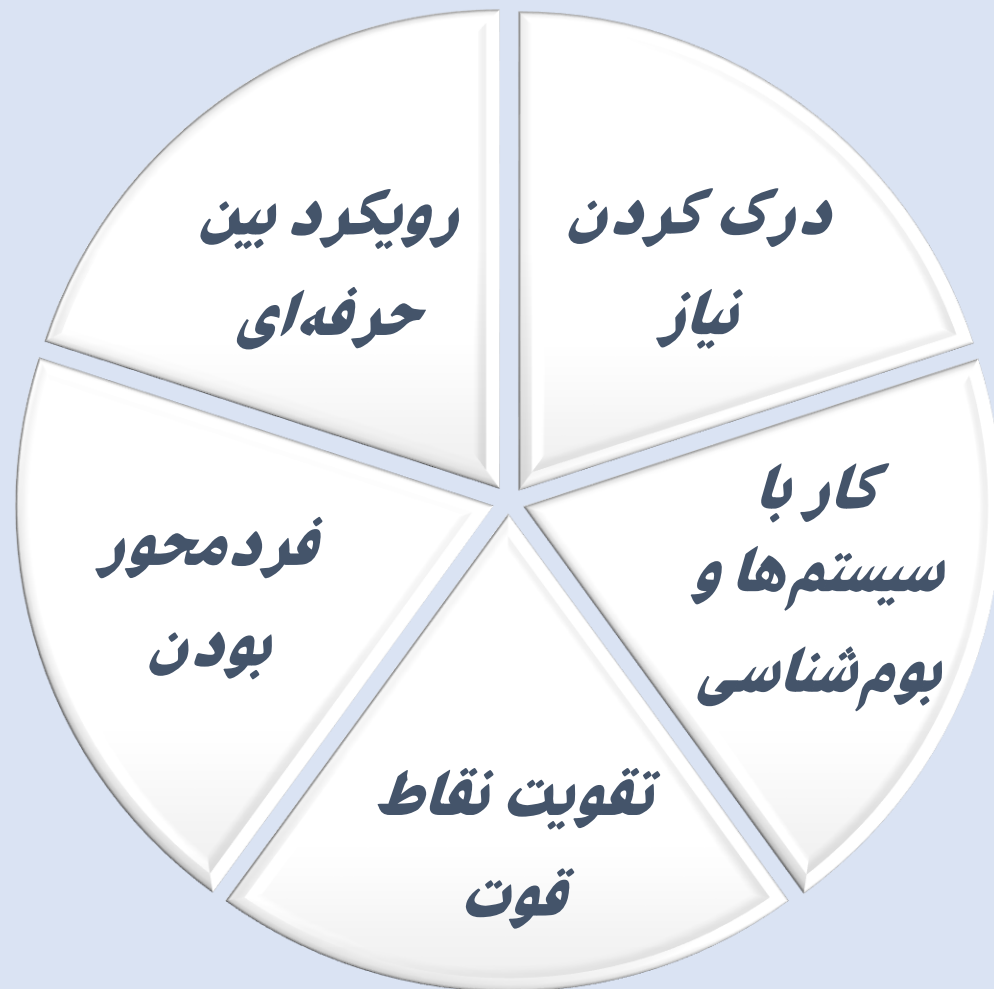 درک کردن
نیاز
کار با
سیستم‌ها و
بوم‌شناسی
تقویت نقاط
قوت
فردمحور
بودن
رویکرد بین
حرفه‌ای